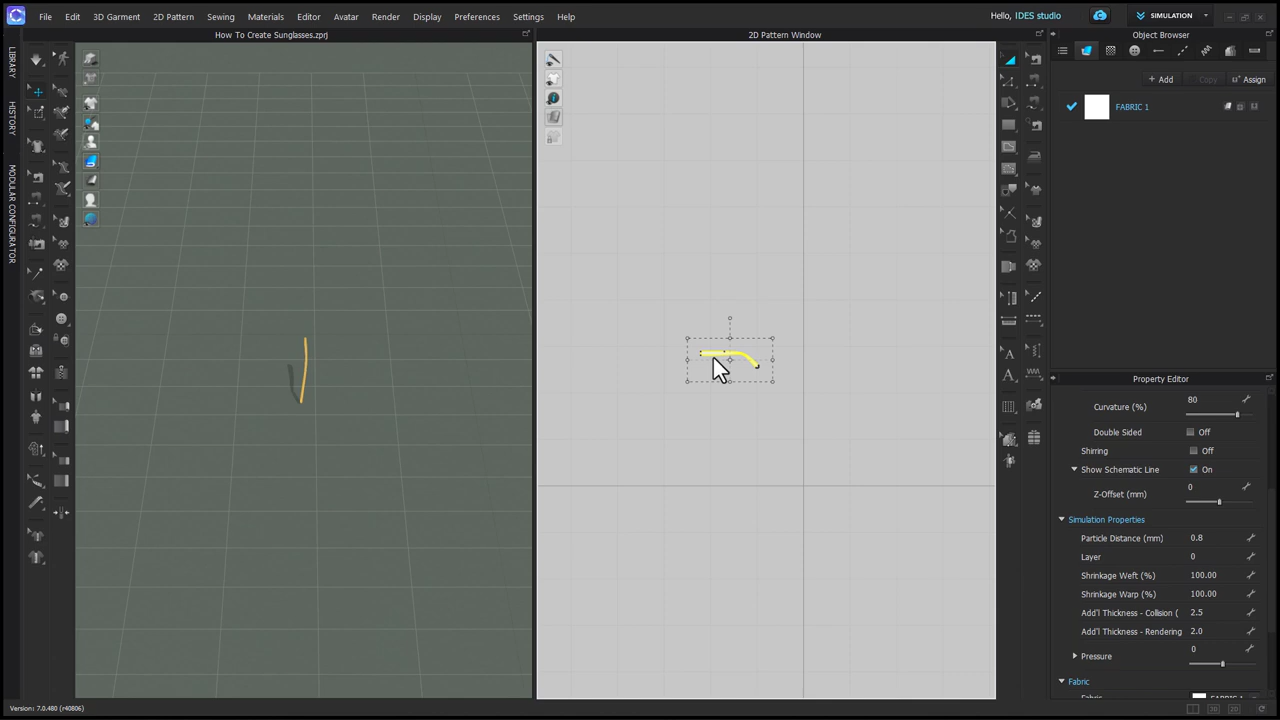 File Edit 3D Garment 2D Pattern Sewing Materials Editor Avatar Render Display Preferences Settings Help
Hello, IDES studio
SIMULATION
How To Create Sunglasses.zprj
2D Pattern Window
Object Browser
LIBRARY
HISTORY
MODULAR CONFIGURATOR
+ Add
Copy
Assign
FABRIC 1
Property Editor
Curvature (%) 80
Double Sided Off
Shirring Off
Show Schematic Line On
Z-Offset (mm) 0
Simulation Properties
Particle Distance (mm) 0.8
Layer 0
Shrinkage Weft (%) 100.00
Shrinkage Warp (%) 100.00
Add'l Thickness - Collision ( 2.5
Add'l Thickness - Rendering 2.0
Pressure 0
Fabric
Version: 7.0.480 (r40806)
3D
2D